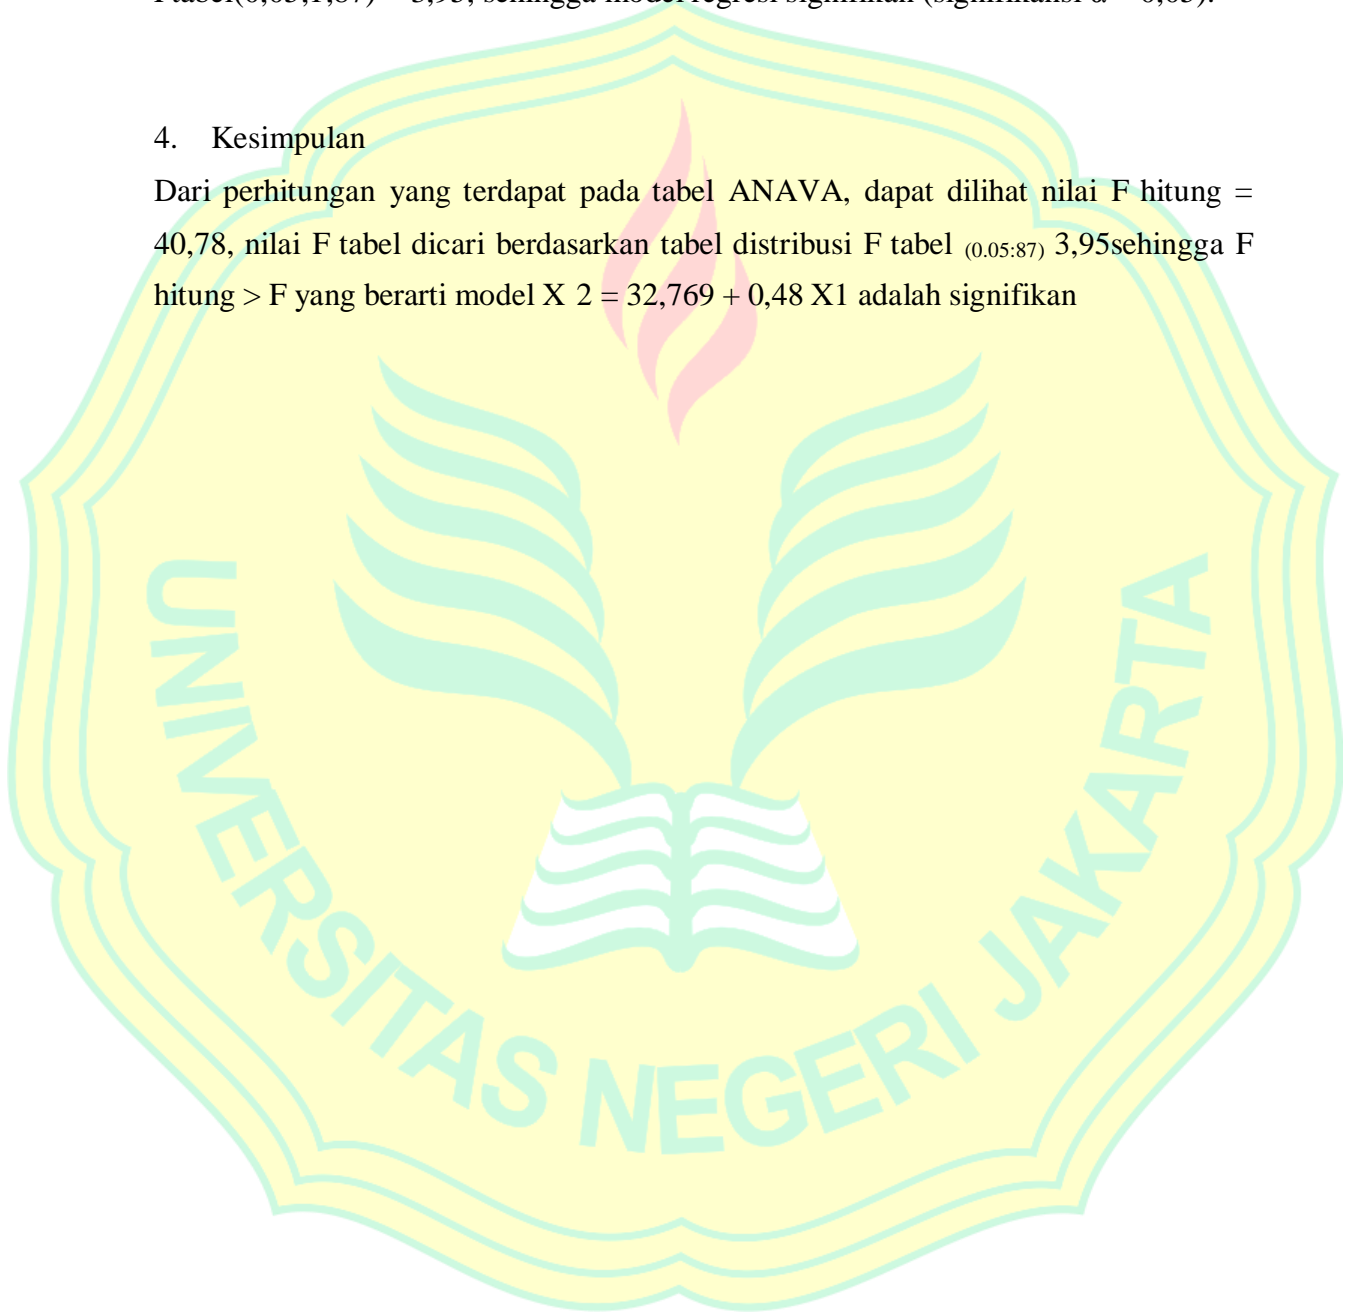 4. Kesimpulan
Dari perhitungan yang terdapat pada tabel ANAVA, dapat dilihat nilai F hitung =
40,78, nilai F tabel dicari berdasarkan tabel distribusi F tabel (0.05:87) 3,95sehingga F
hitung > F yang berarti model X 2 = 32,769 + 0,48 X1 adalah signifikan
UNIVERSITAS NEGERI JAKARTA